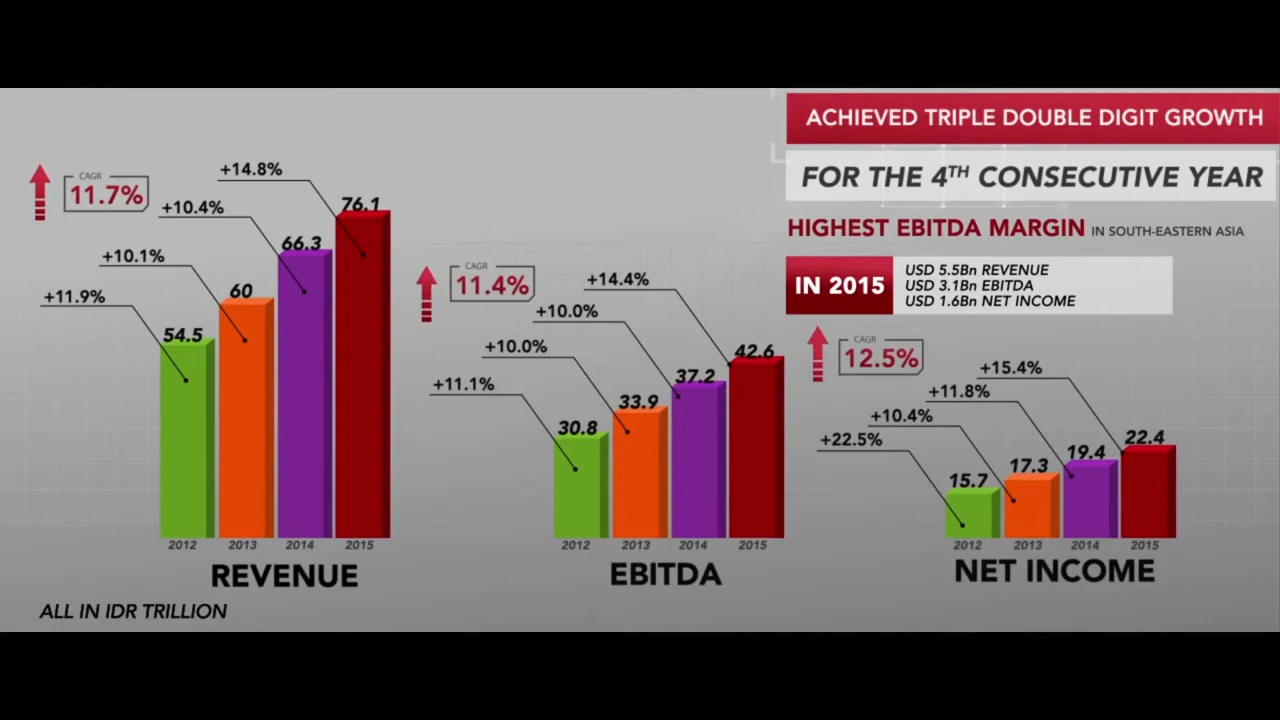 ACHIEVED TRIPLE DOUBLE DIGIT GROWTH
FOR THE 4TH CONSECUTIVE YEAR
HIGHEST EBITDA MARGIN IN SOUTH-EASTERN ASIA
IN 2015
USD 5.5Bn REVENUE
USD 3.1Bn EBITDA
USD 1.6Bn NET INCOME
CAGR
11.7%
+11.9%
+10.1%
+10.4%
+14.8%
54.5
60
66.3
76.1
2012 2013 2014 2015
REVENUE
CAGR
11.4%
+11.1%
+10.0%
+10.0%
+14.4%
30.8
33.9
37.2
42.6
2012 2013 2014 2015
EBITDA
CAGR
12.5%
+22.5%
+10.4%
+11.8%
+15.4%
15.7
17.3
19.4
22.4
2012 2013 2014 2015
NET INCOME
ALL IN IDR TRILLION